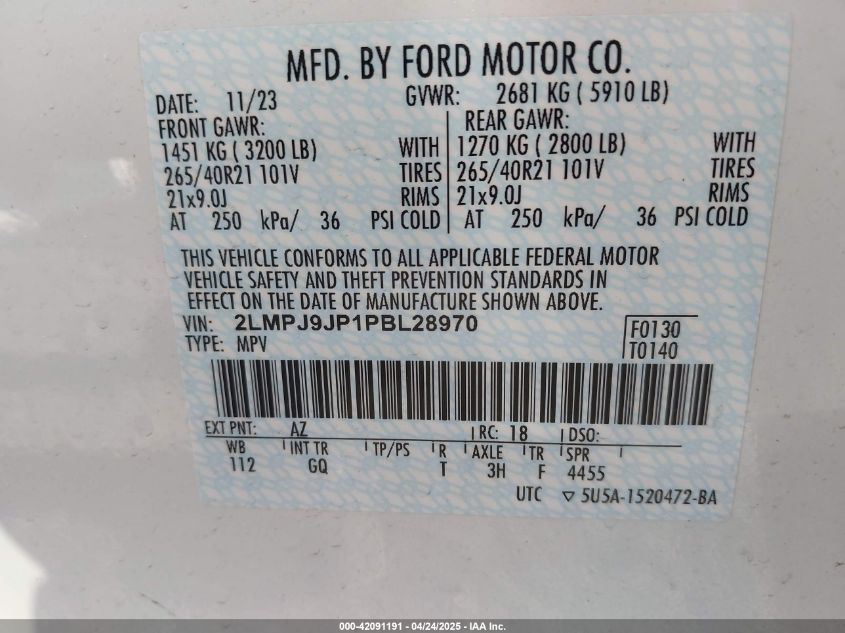 MFD. BY FORD MOTOR CO.
DATE: 11/23 GVWR: 2681 KG ( 5910 LB)
FRONT GAWR: REAR GAWR:
1451 KG ( 3200 LB) WITH 1270 KG ( 2800 LB) WITH
265/40R21 101V TIRES 265/40R21 101V TIRES
21x9.0J RIMS 21x9.0J RIMS
AT 250 kPa/ 36 PSI COLD AT 250 kPa/ 36 PSI COLD
THIS VEHICLE CONFORMS TO ALL APPLICABLE FEDERAL MOTOR
VEHICLE SAFETY AND THEFT PREVENTION STANDARDS IN
EFFECT ON THE DATE OF MANUFACTURE SHOWN ABOVE.
VIN: 2LMPJ9JP1PBL28970 F0130
TYPE: MPV T0140
EXT PNT: AZ RC: 18 DSO:
WB INT TR TP/PS R AXLE TR SPR
112 GQ T 3H F 4455
UTC ▽ 5U5A-1520472-BA
000-42091191 - 04/24/2025 - IAA Inc.